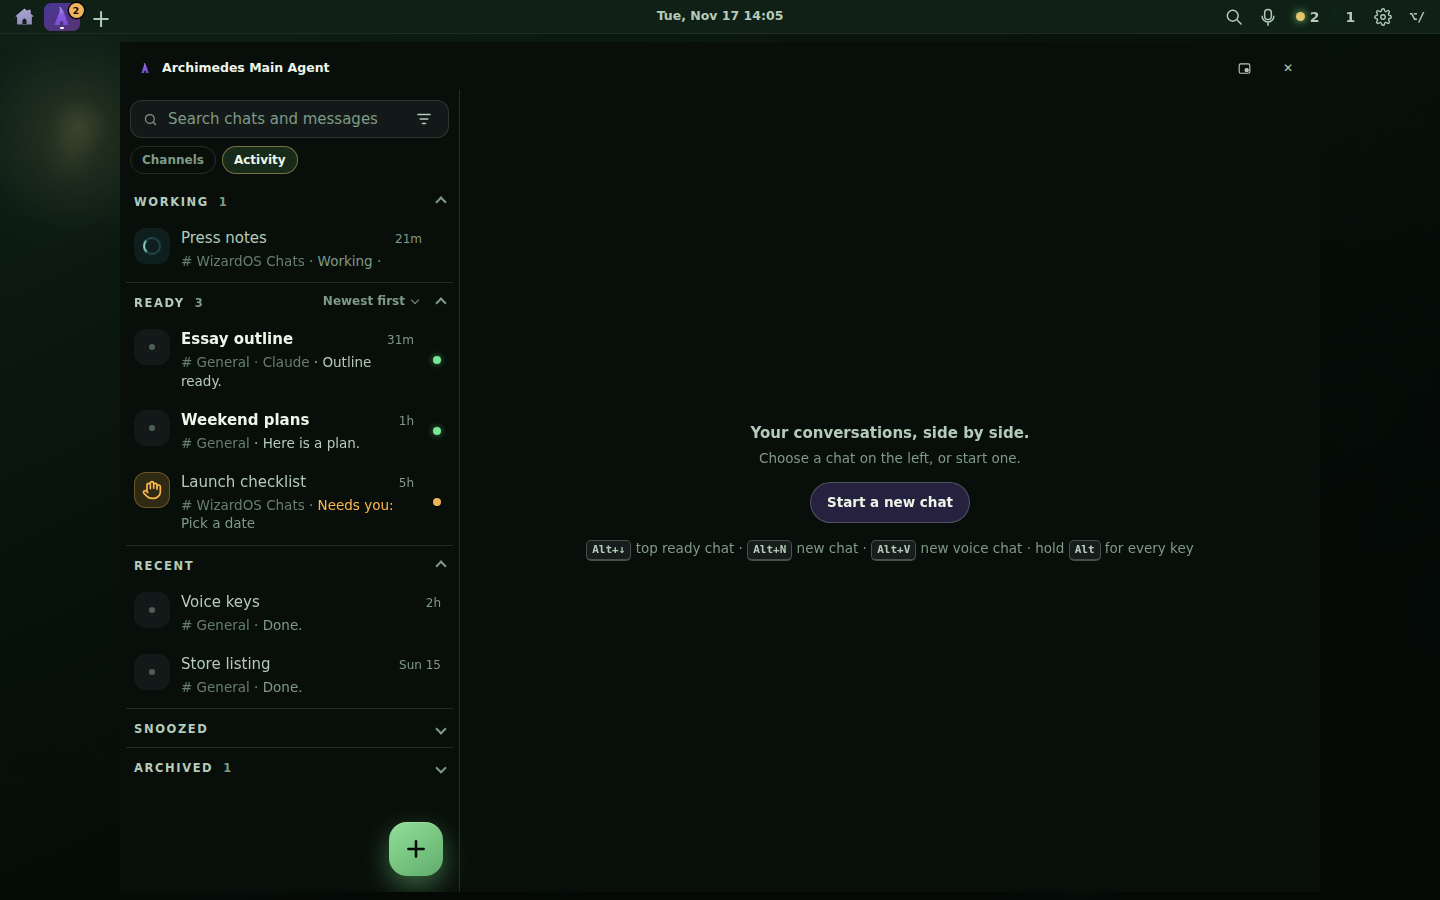 2
Tue, Nov 17 14:05
2
1
⌥/
Archimedes Main Agent
Search chats and messages
Channels
Activity
WORKING 1
Press notes 21m
# WizardOS Chats · Working ·
READY 3 Newest first
Essay outline 31m
# General · Claude · Outline
ready.
Weekend plans 1h
# General · Here is a plan.
Launch checklist 5h
# WizardOS Chats · Needs you:
Pick a date
RECENT
Voice keys 2h
# General · Done.
Store listing Sun 15
# General · Done.
SNOOZED
ARCHIVED 1
Your conversations, side by side.
Choose a chat on the left, or start one.
Start a new chat
Alt+↓ top ready chat · Alt+N new chat · Alt+V new voice chat · hold Alt for every key